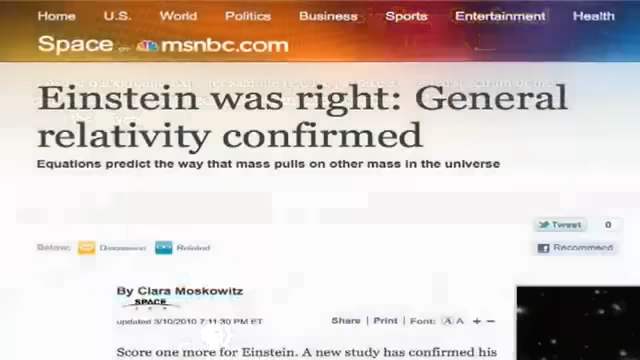 Home U.S. World Politics Business Sports Entertainment Health
Space on msnbc.com
Einstein was right: General
relativity confirmed
Equations predict the way that mass pulls on other mass in the universe
Tweet 0
Below: Discussion Related
Recommend
By Clara Moskowitz
SPACE
updated 3/10/2010 7:11:30 PM ET
Share | Print | Font: A A + -
Score one more for Einstein. A new study has confirmed his